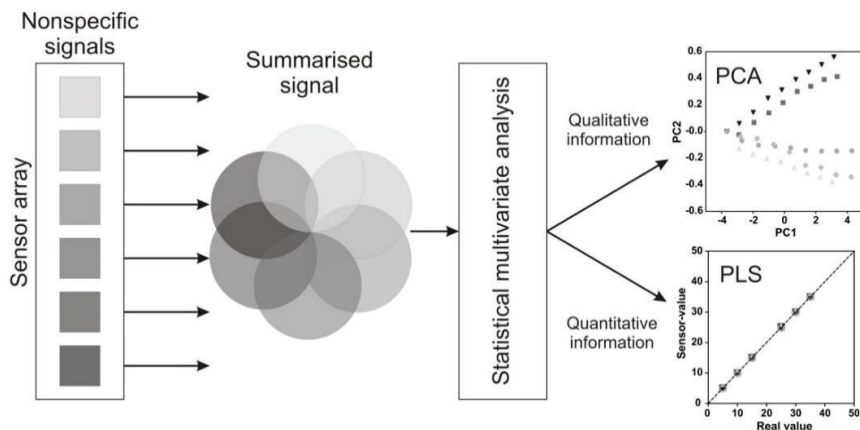 Nonspecific
signals
Sensor array
Summarised
signal
Statistical multivariate analysis
Qualitative
information
Quantitative
information
PCA
PC2
0.6
0.4
0.2
-0.0
-0.2
-0.4
-0.6
-4 -2 0 2 4
PC1
PLS
Sensor-value
50
40
30
20
10
0
0 10 20 30 40 50
Real value